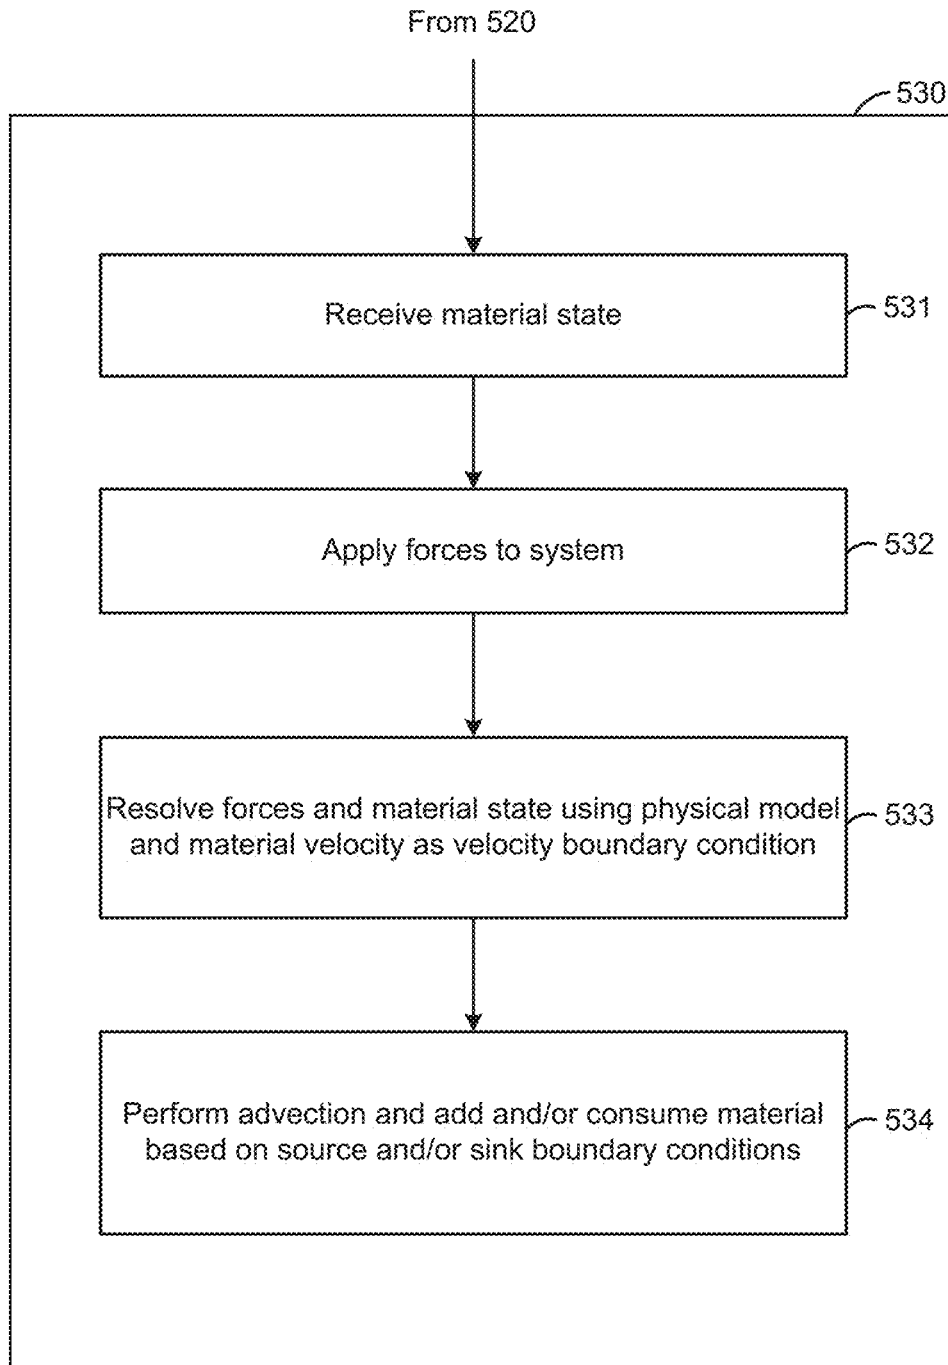 From 520
530
Receive material state
531
Apply forces to system
532
Resolve forces and material state using physical model
and material velocity as velocity boundary condition
533
Perform advection and add and/or consume material
based on source and/or sink boundary conditions
534